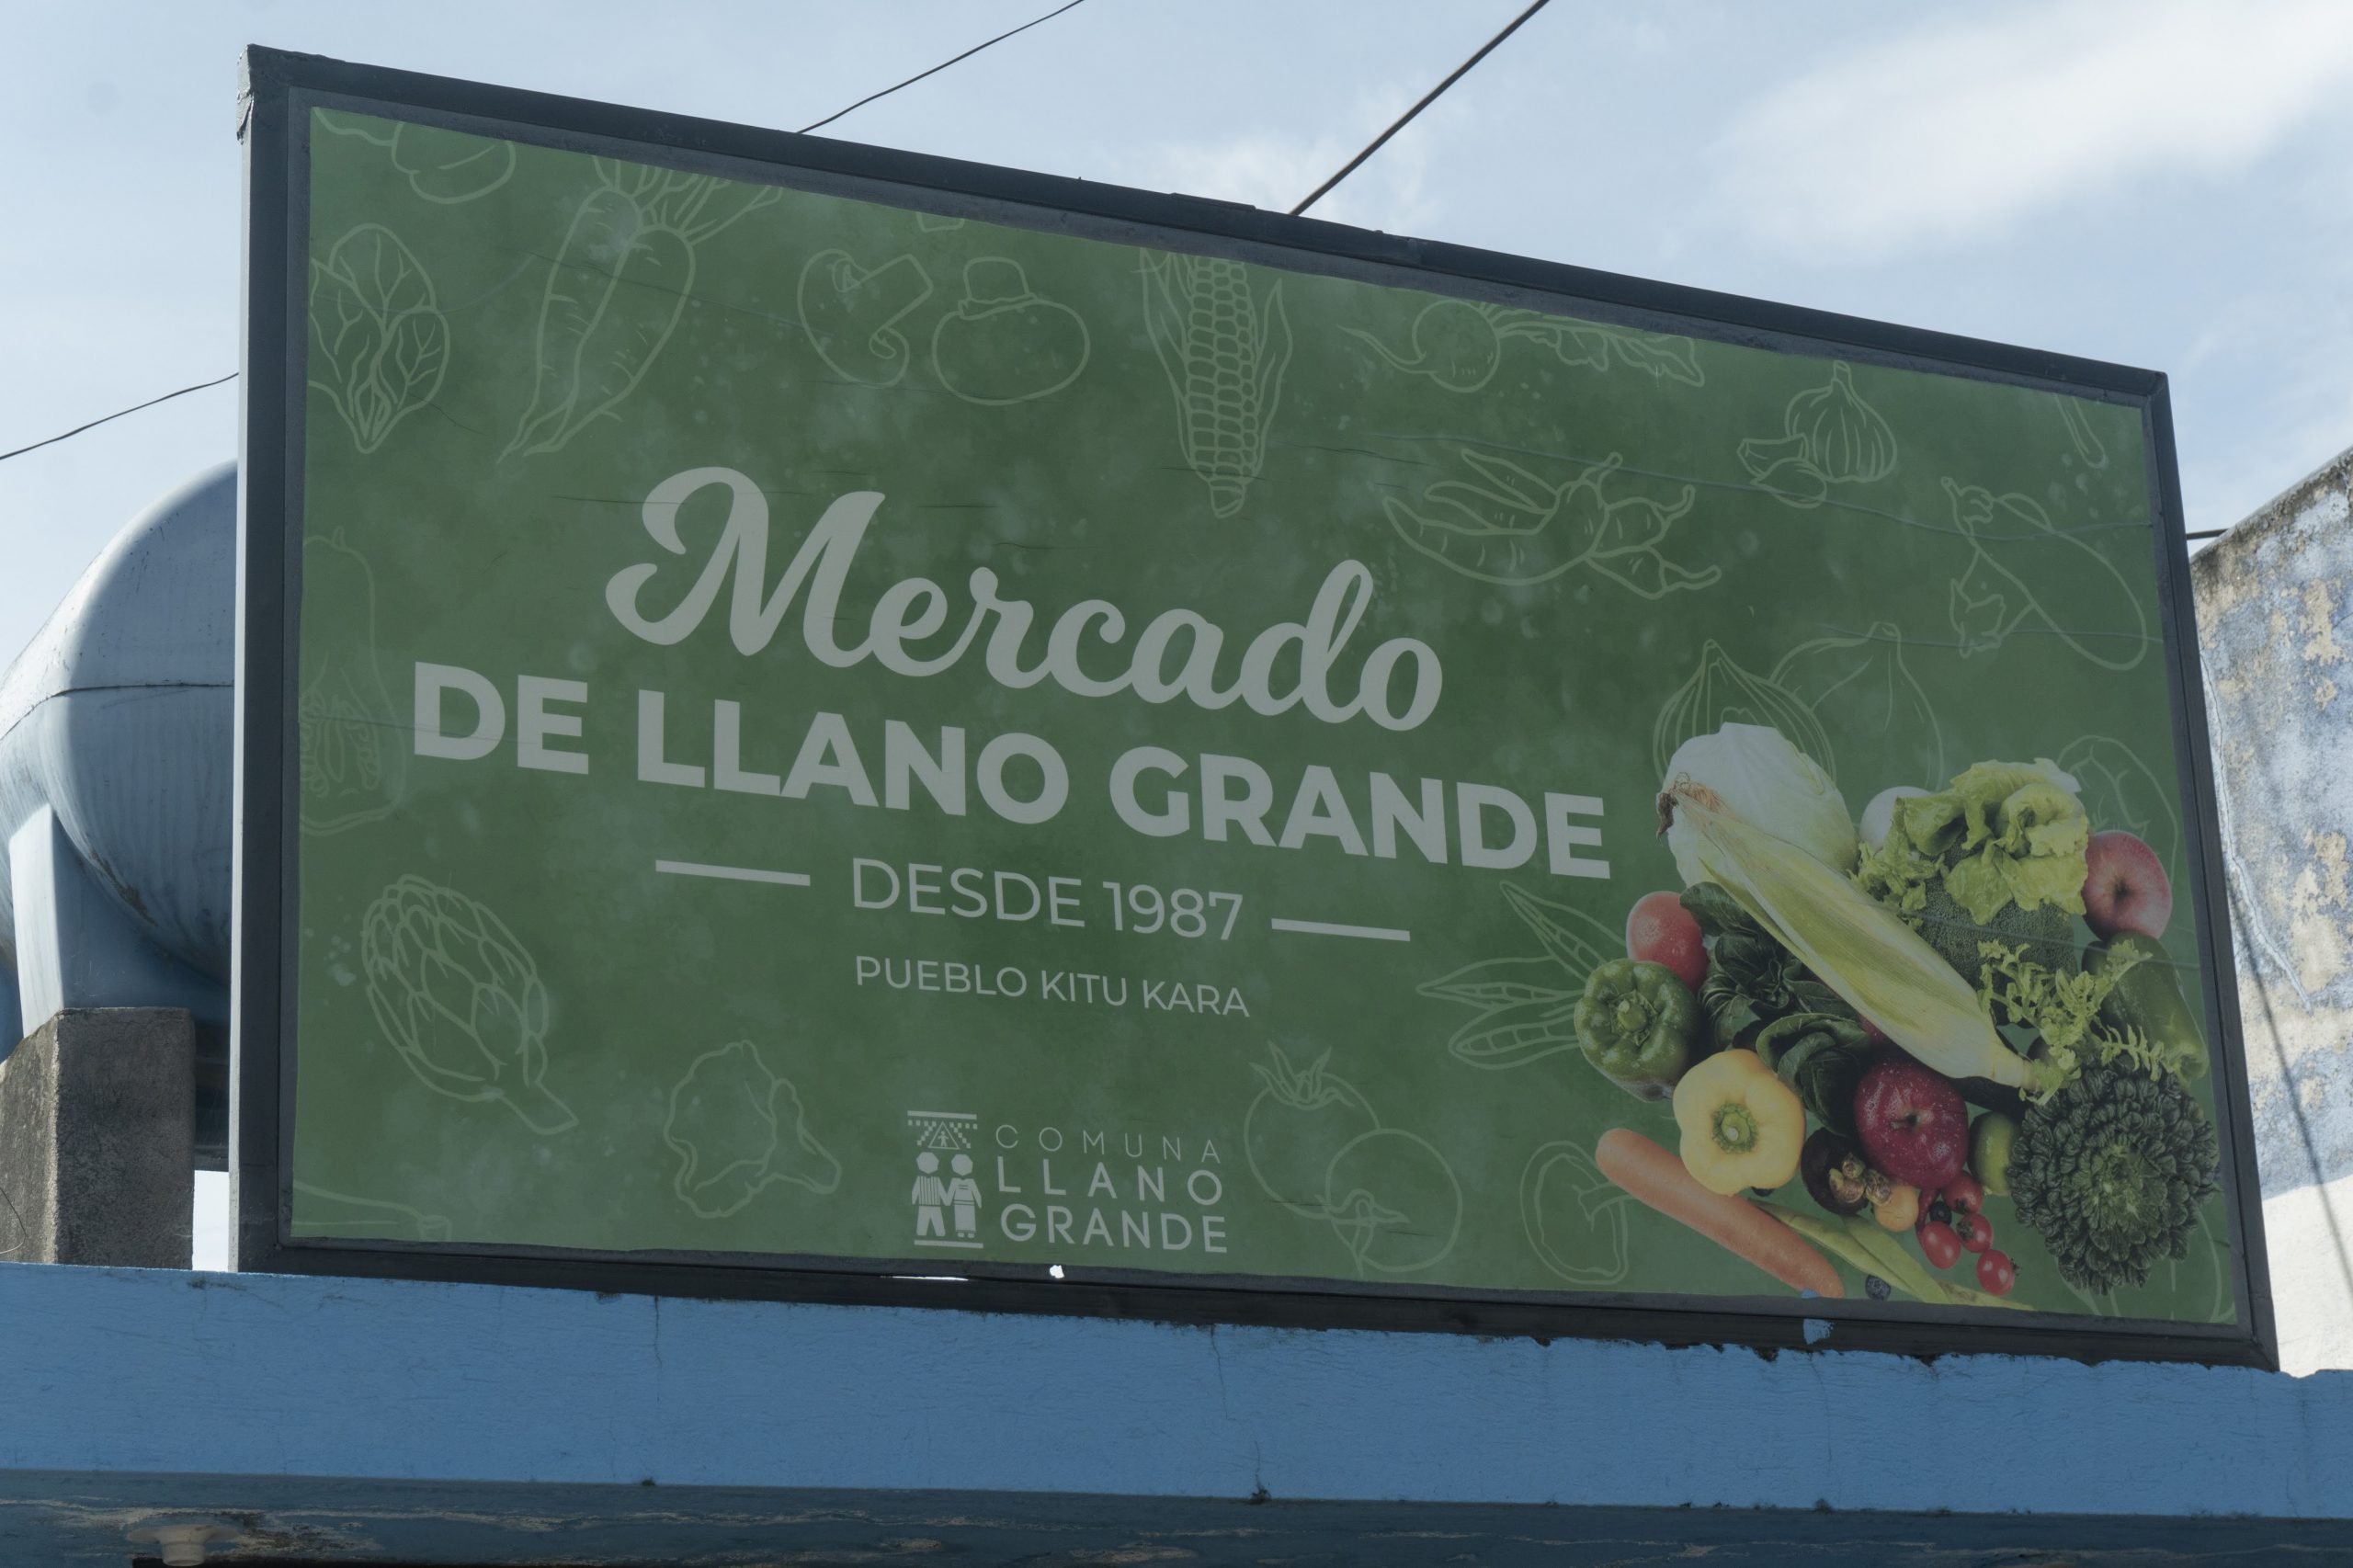 Mercado
DE LLANO GRANDE
DESDE 1987
PUEBLO KITU KARA
COMUNA
LLANO
GRANDE